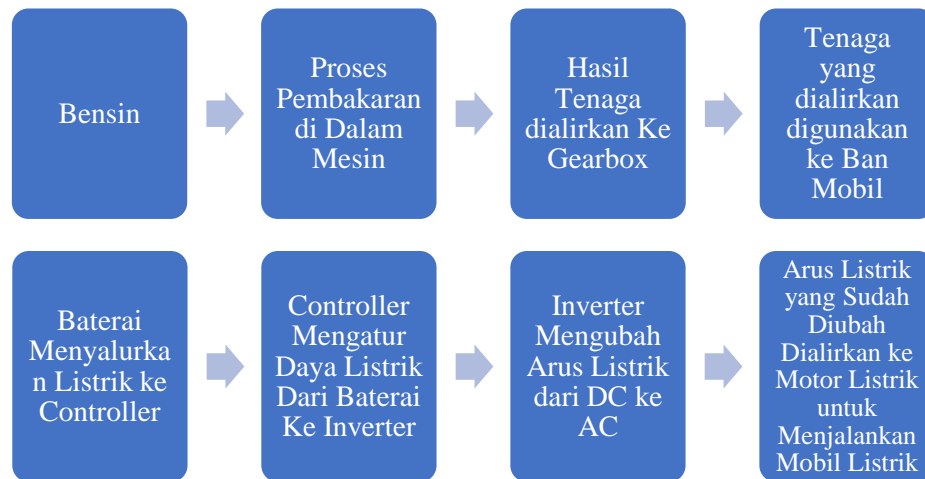 Bensin
Proses
Pembakaran
di Dalam
Mesin
Hasil
Tenaga
dialirkan Ke
Gearbox
Tenaga
yang
dialirkan
digunakan
ke Ban
Mobil
Baterai
Menyalurka
n Listrik ke
Controller
Controller
Mengatur
Daya Listrik
Dari Baterai
Ke Inverter
Inverter
Mengubah
Arus Listrik
dari DC ke
AC
Arus Listrik
yang Sudah
Diubah
Dialirkan ke
Motor Listrik
untuk
Menjalankan
Mobil Listrik